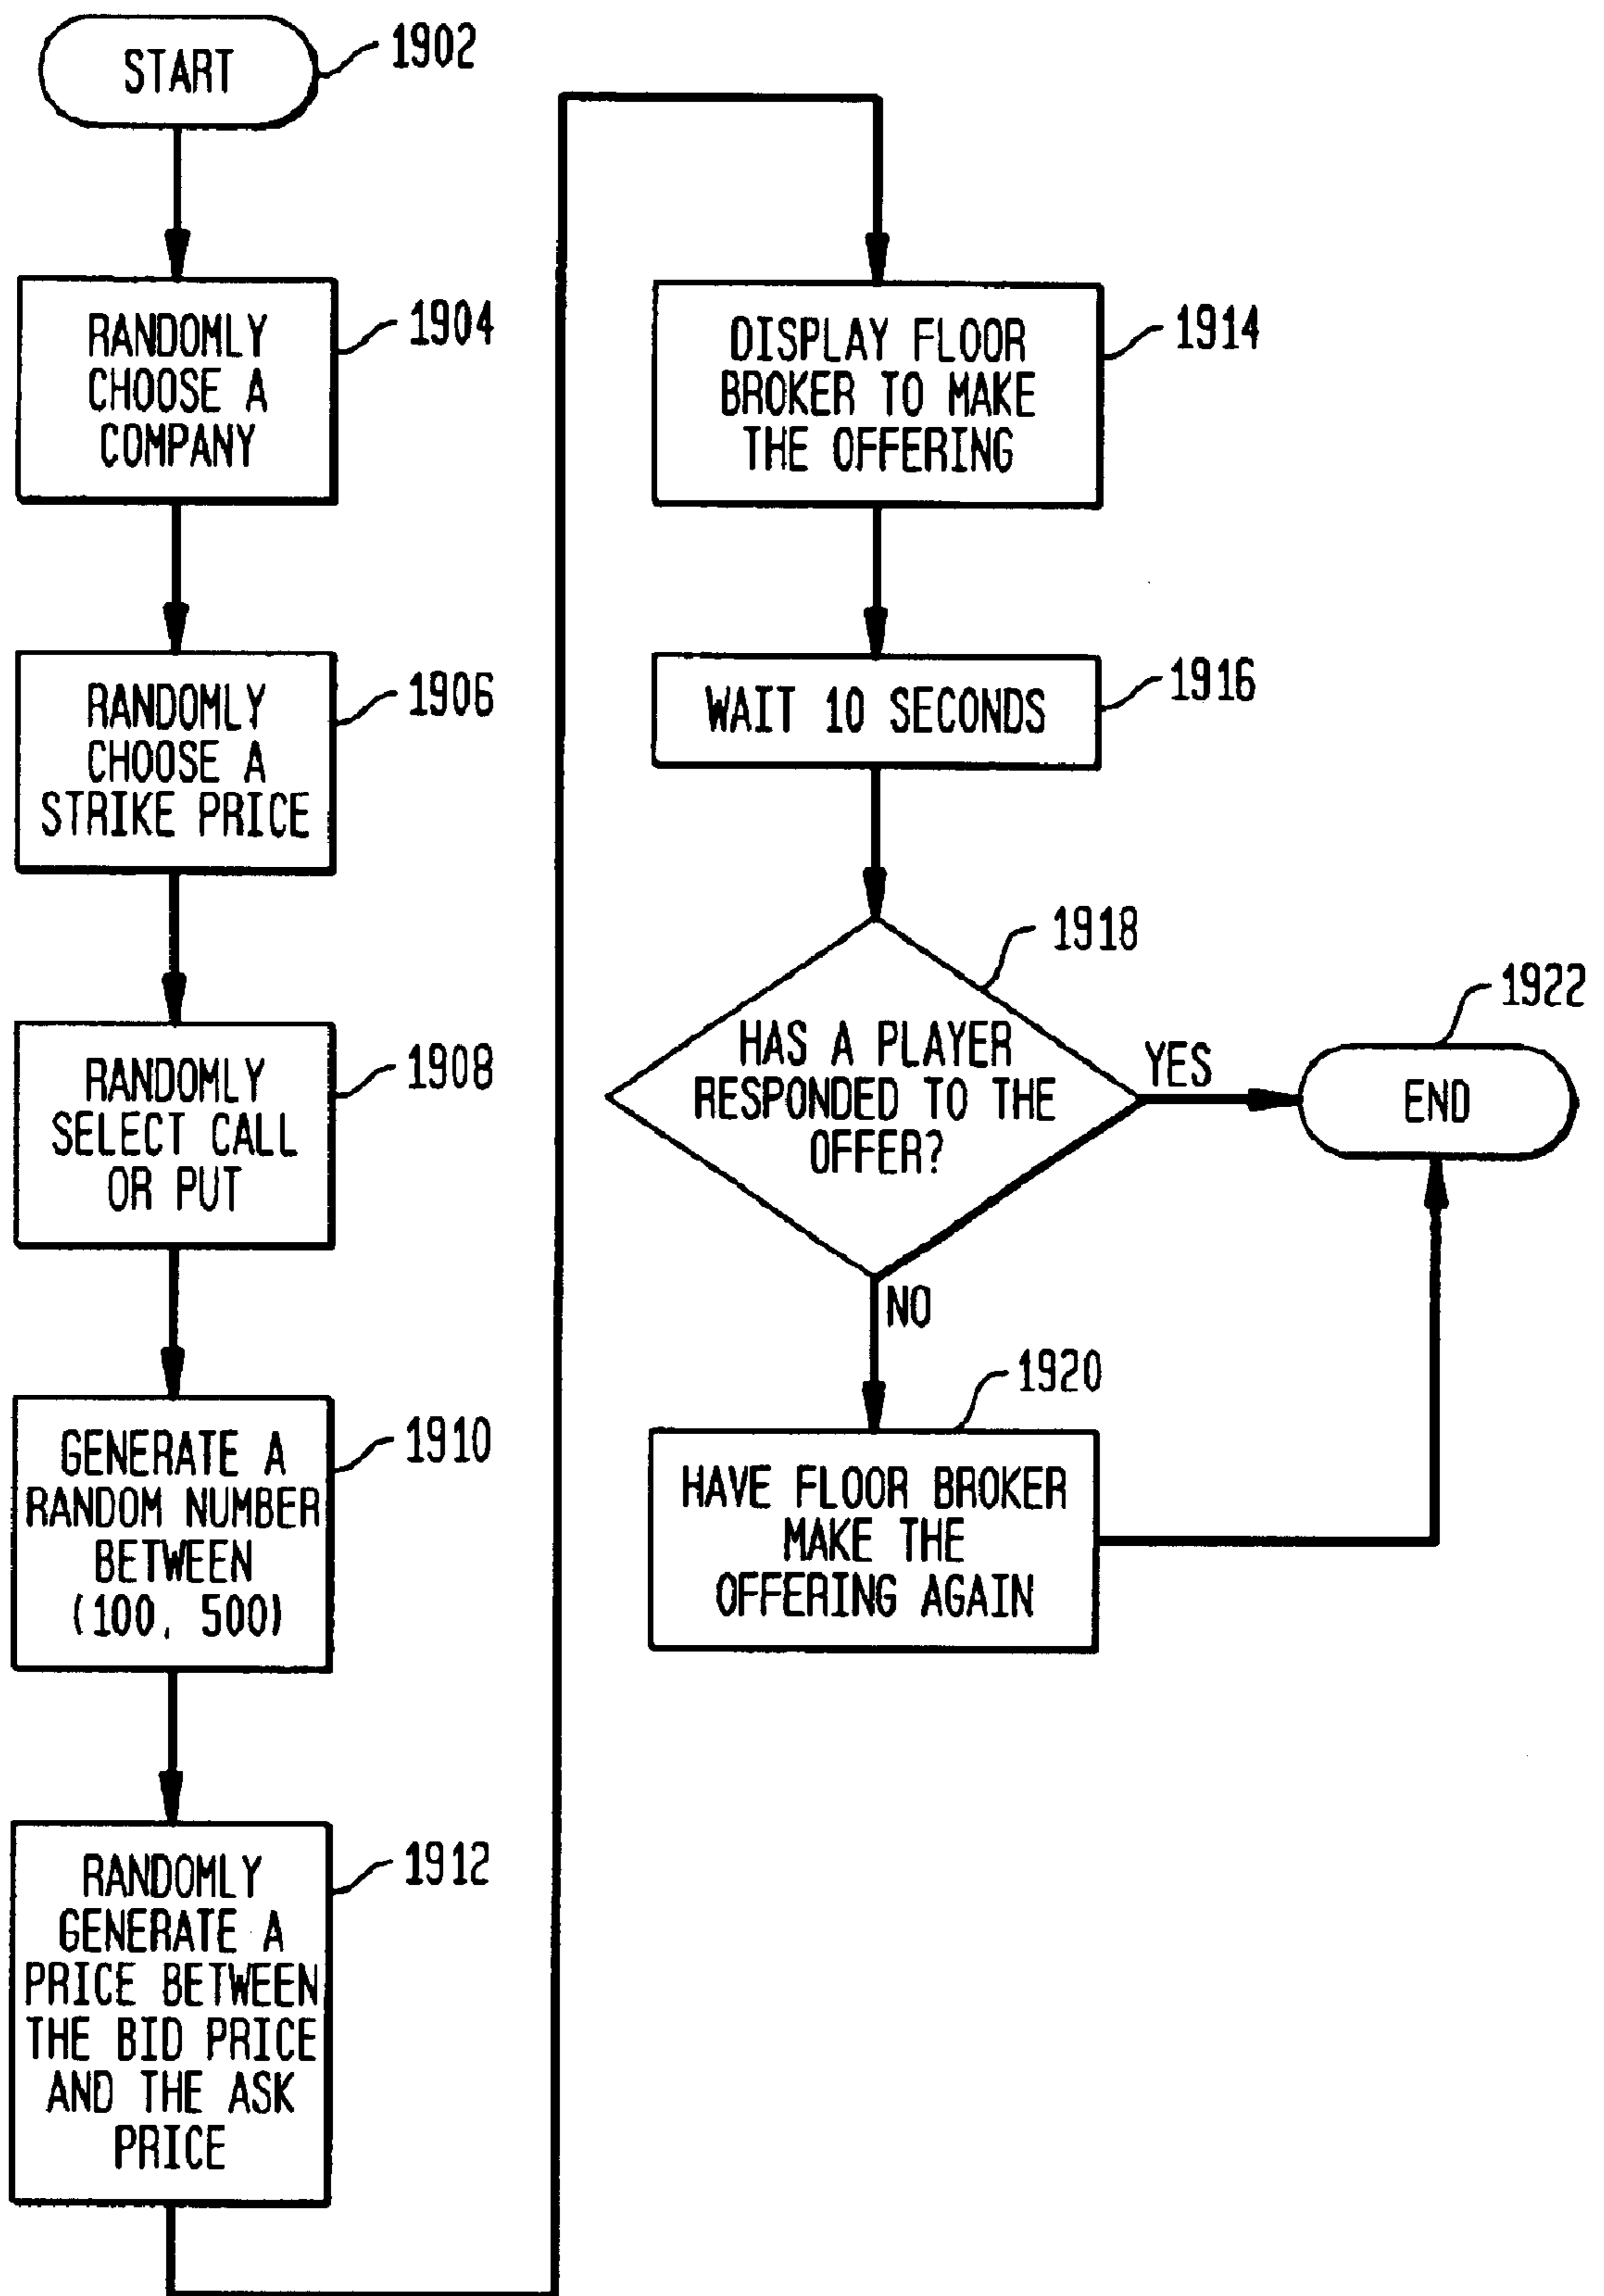 START
1902
RANDOMLY
CHOOSE A
COMPANY
1904
RANDOMLY
CHOOSE A
STRIKE PRICE
1906
RANDOMLY
SELECT CALL
OR PUT
1908
GENERATE A
RANDOM NUMBER
BETWEEN
(100, 500)
1910
RANDOMLY
GENERATE A
PRICE BETWEEN
THE BID PRICE
AND THE ASK
PRICE
1912
DISPLAY FLOOR
BROKER TO MAKE
THE OFFERING
1914
WAIT 10 SECONDS
1916
HAS A PLAYER
RESPONDED TO THE
OFFER?
1918
YES
END
1922
NO
HAVE FLOOR BROKER
MAKE THE
OFFERING AGAIN
1920